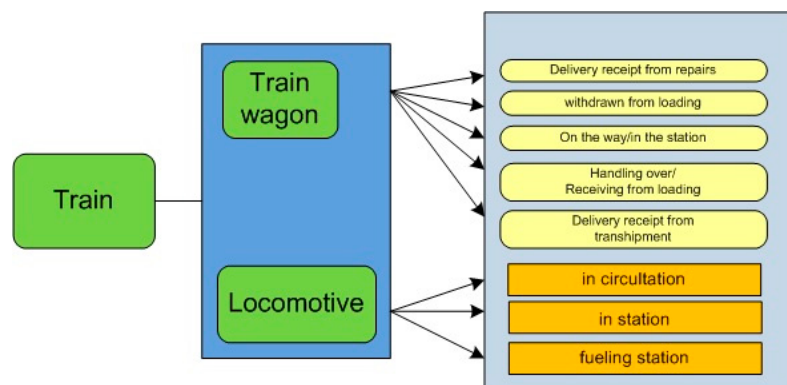 Train
Train
wagon
Locomotive
Delivery receipt from repairs
withdrawn from loading
On the way/in the station
Handling over/
Receiving from loading
Delivery receipt from
transhipment
in circultation
in station
fueling station